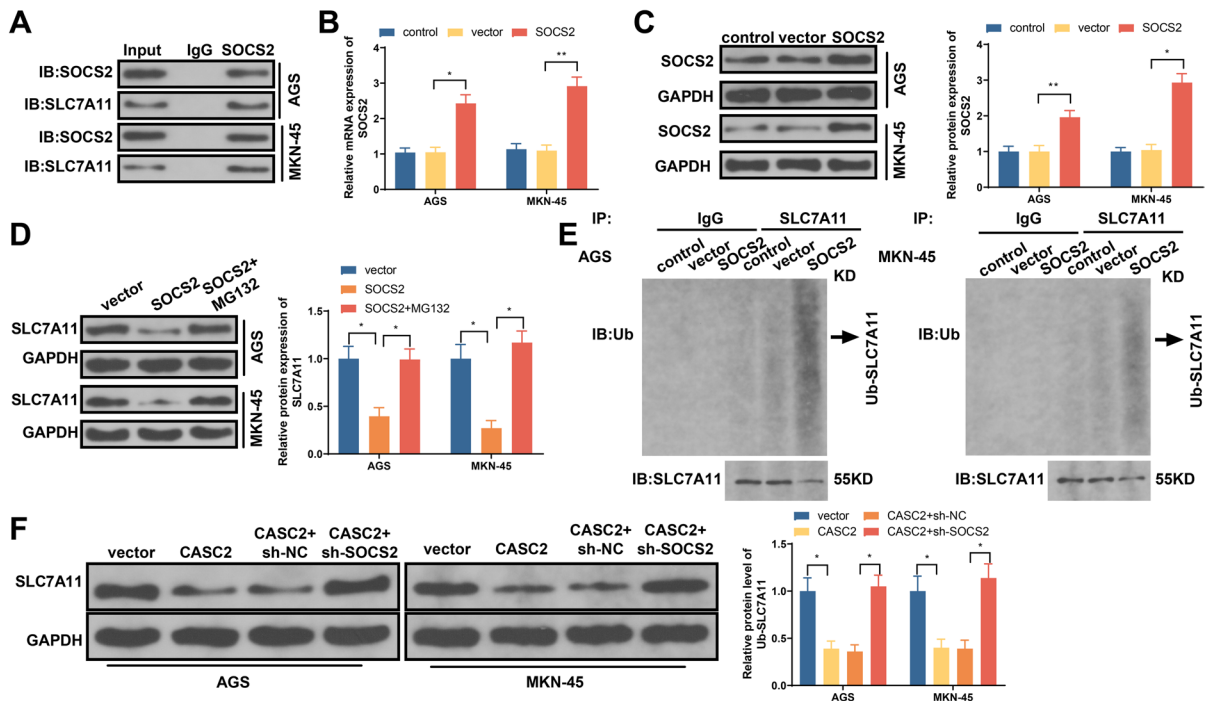 A
Input IgG SOCS2
IB:SOCS2
IB:SLC7A11
AGS
IB:SOCS2
IB:SLC7A11
MKN-45
B
control vector SOCS2
Relative mRNA expression of
SOCS2
4
3
2
1
0
* **
AGS MKN-45
C
control vector SOCS2
SOCS2
GAPDH
AGS
SOCS2
GAPDH
MKN-45
control vector SOCS2
Relative protein expression of
SOCS2
4
3
2
1
0
** *
AGS MKN-45
D
vector SOCS2 SOCS2+
MG132
SLC7A11
GAPDH
AGS
SLC7A11
GAPDH
MKN-45
vector
SOCS2
SOCS2+MG132
Relative protein expression of
SLC7A11
1.5
1.0
0.5
0.0
* * * *
AGS MKN-45
E
IP: IgG SLC7A11
AGS
control vector SOCS2 control vector SOCS2
KD
IB:Ub
Ub-SLC7A11
IB:SLC7A11 55KD
IP: IgG SLC7A11
MKN-45
control vector SOCS2 control vector SOCS2
KD
IB:Ub
Ub-SLC7A11
IB:SLC7A11 55KD
F
vector CASC2 CASC2+
sh-NC CASC2+
sh-SOCS2
vector CASC2 CASC2+
sh-NC CASC2+
sh-SOCS2
SLC7A11
GAPDH
AGS MKN-45
vector CASC2+sh-NC
CASC2 CASC2+sh-SOCS2
Relative protein level of
Ub-SLC7A11
1.5
1.0
0.5
0.0
* * * *
AGS MKN-45